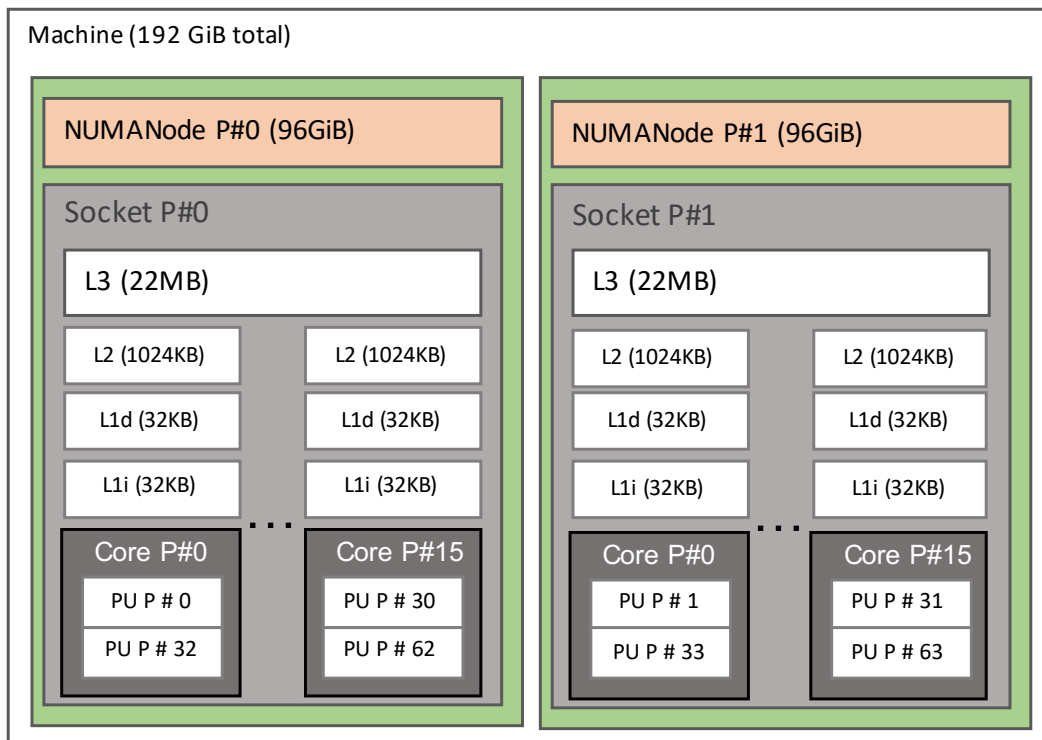 Machine (192 GiB total)
NUMANode P#0 (96GiB)
Socket P#0
L3 (22MB)
L2 (1024KB) L2 (1024KB)
L1d (32KB) L1d (32KB)
L1i (32KB) L1i (32KB)
...
Core P#0 Core P#15
PU P # 0 PU P # 30
PU P # 32 PU P # 62
NUMANode P#1 (96GiB)
Socket P#1
L3 (22MB)
L2 (1024KB) L2 (1024KB)
L1d (32KB) L1d (32KB)
L1i (32KB) L1i (32KB)
...
Core P#0 Core P#15
PU P # 1 PU P # 31
PU P # 33 PU P # 63